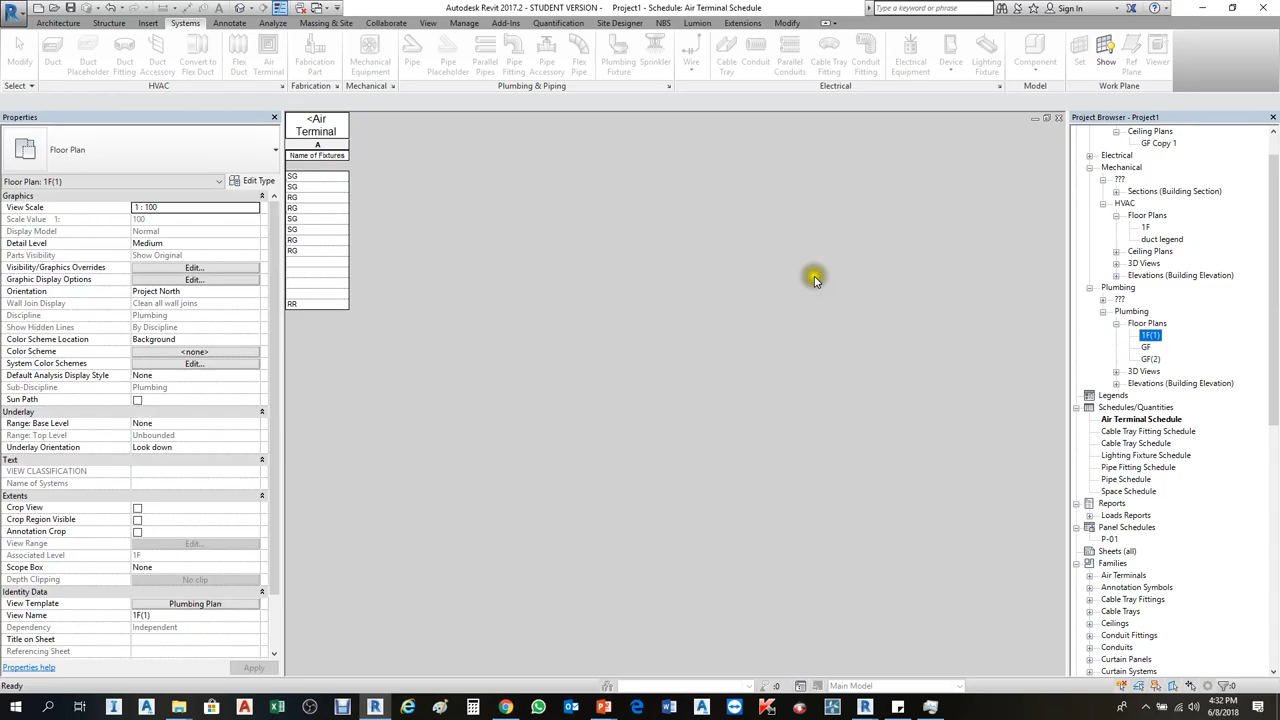 Autodesk Revit 2017.2 - STUDENT VERSION - Project1 - Schedule: Air Terminal Schedule
Type a keyword or phrase
Sign In
Architecture Structure Insert Systems Annotate Analyze Massing & Site Collaborate View Manage Add-Ins Quantification Site Designer NBS Lumion Extensions Modify
Modify Duct Duct Placeholder Duct Fitting Duct Accessory Convert to Flex Duct Flex Duct Air Terminal Fabrication Part Mechanical Equipment Pipe Pipe Placeholder Parallel Pipes Pipe Fitting Pipe Accessory Flex Pipe Plumbing Fixture Sprinkler Wire Cable Tray Conduit Parallel Conduits Cable Tray Fitting Conduit Fitting Electrical Equipment Device Lighting Fixture Component Set Show Ref Plane Viewer
Select HVAC Fabrication Mechanical Plumbing & Piping Electrical Model Work Plane
Properties
Floor Plan
Floor Plan: 1F(1) Edit Type
Graphics
View Scale 1 : 100
Scale Value 1: 100
Display Model Normal
Detail Level Medium
Parts Visibility Show Original
Visibility/Graphics Overrides Edit...
Graphic Display Options Edit...
Orientation Project North
Wall Join Display Clean all wall joins
Discipline Plumbing
Show Hidden Lines By Discipline
Color Scheme Location Background
Color Scheme <none>
System Color Schemes Edit...
Default Analysis Display Style None
Sub-Discipline Plumbing
Sun Path
Underlay
Range: Base Level None
Range: Top Level Unbounded
Underlay Orientation Look down
Text
VIEW CLASSIFICATION
Name of Systems
Extents
Crop View
Crop Region Visible
Annotation Crop
View Range Edit...
Associated Level 1F
Scope Box None
Depth Clipping No clip
Identity Data
View Template Plumbing Plan
View Name 1F(1)
Dependency Independent
Title on Sheet
Referencing Sheet
Properties help Apply
<Air
Terminal
A
Name of Fixtures
SG
SG
RG
RG
SG
SG
RG
RG
RR
Project Browser - Project1
Ceiling Plans
GF Copy 1
Electrical
Mechanical
???
Sections (Building Section)
HVAC
Floor Plans
1F
duct legend
Ceiling Plans
3D Views
Elevations (Building Elevation)
Plumbing
???
Plumbing
Floor Plans
1F(1)
GF
GF(2)
3D Views
Elevations (Building Elevation)
Legends
Schedules/Quantities
Air Terminal Schedule
Cable Tray Fitting Schedule
Cable Tray Schedule
Lighting Fixture Schedule
Pipe Fitting Schedule
Pipe Schedule
Space Schedule
Reports
Loads Reports
Panel Schedules
P-01
Sheets (all)
Families
Air Terminals
Annotation Symbols
Cable Tray Fittings
Cable Trays
Ceilings
Conduit Fittings
Conduits
Curtain Panels
Curtain Systems
Ready :0 Main Model :0
4:32 PM
6/8/2018